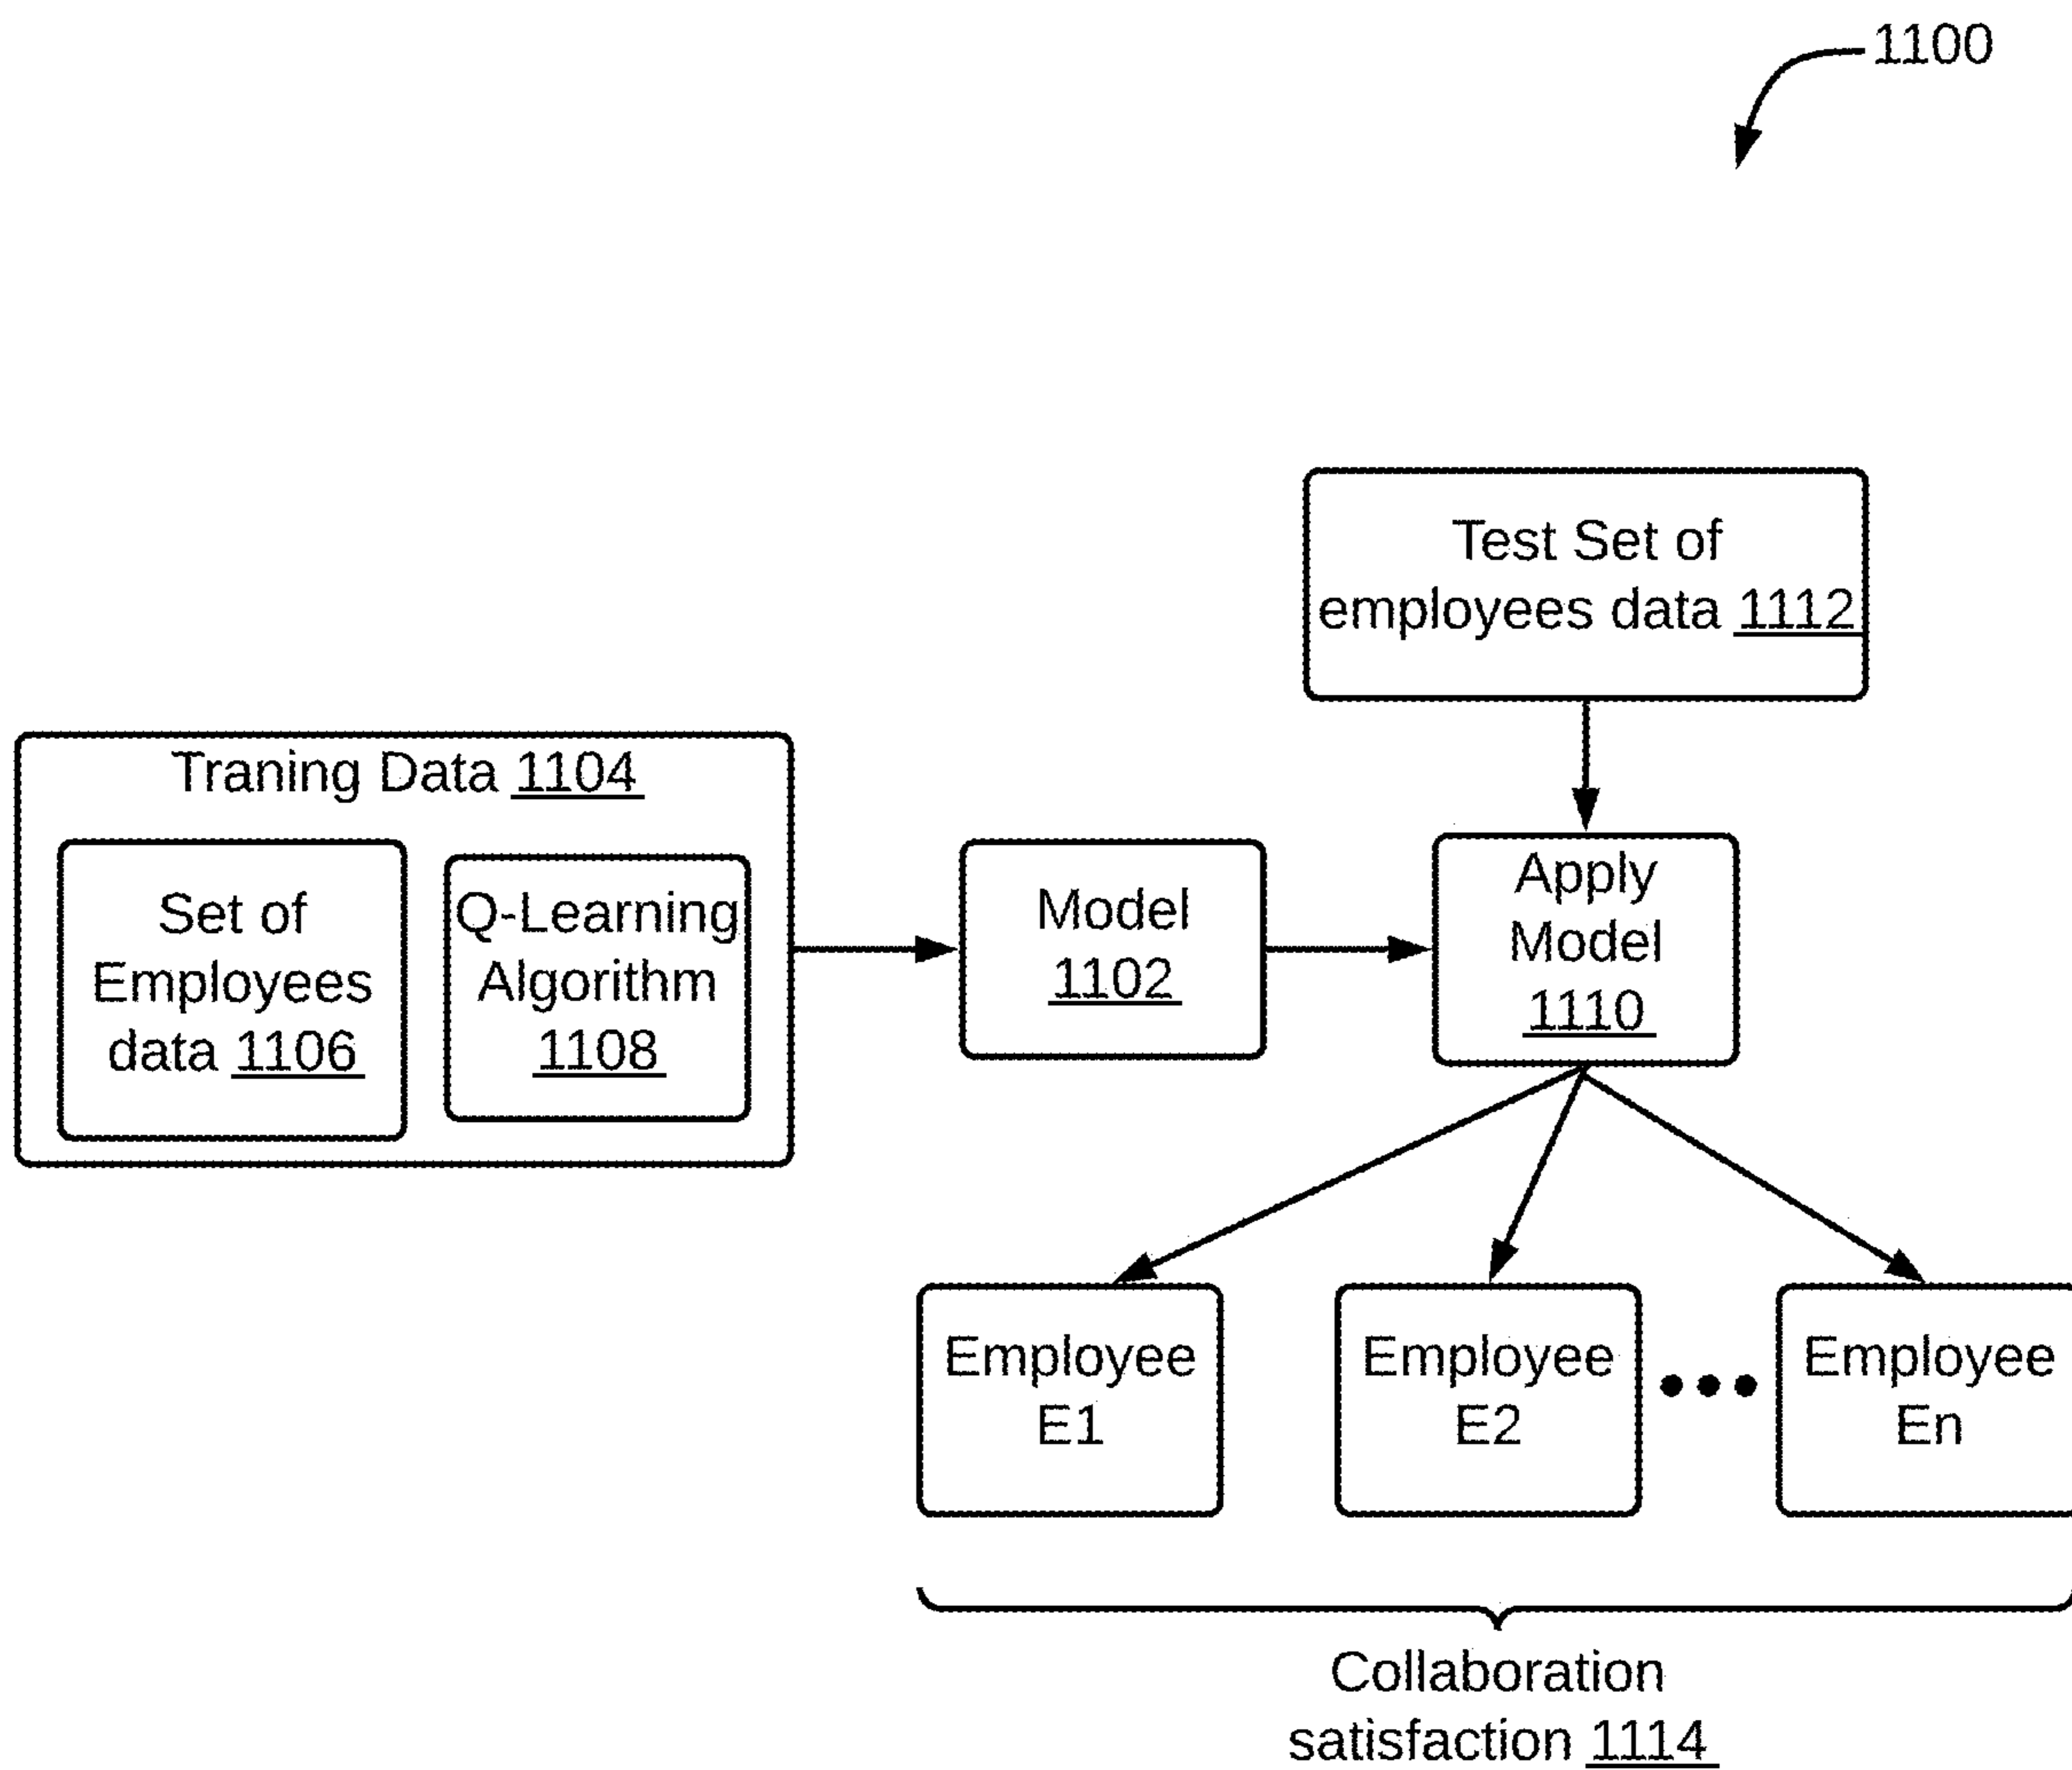 1100
Test Set of
employees data 1112
Traning Data 1104
Set of
Employees
data 1106
Q-Learning
Algorithm
1108
Model
1102
Apply
Model
1110
Employee
E1
Employee
E2
Employee
En
Collaboration
satisfaction 1114